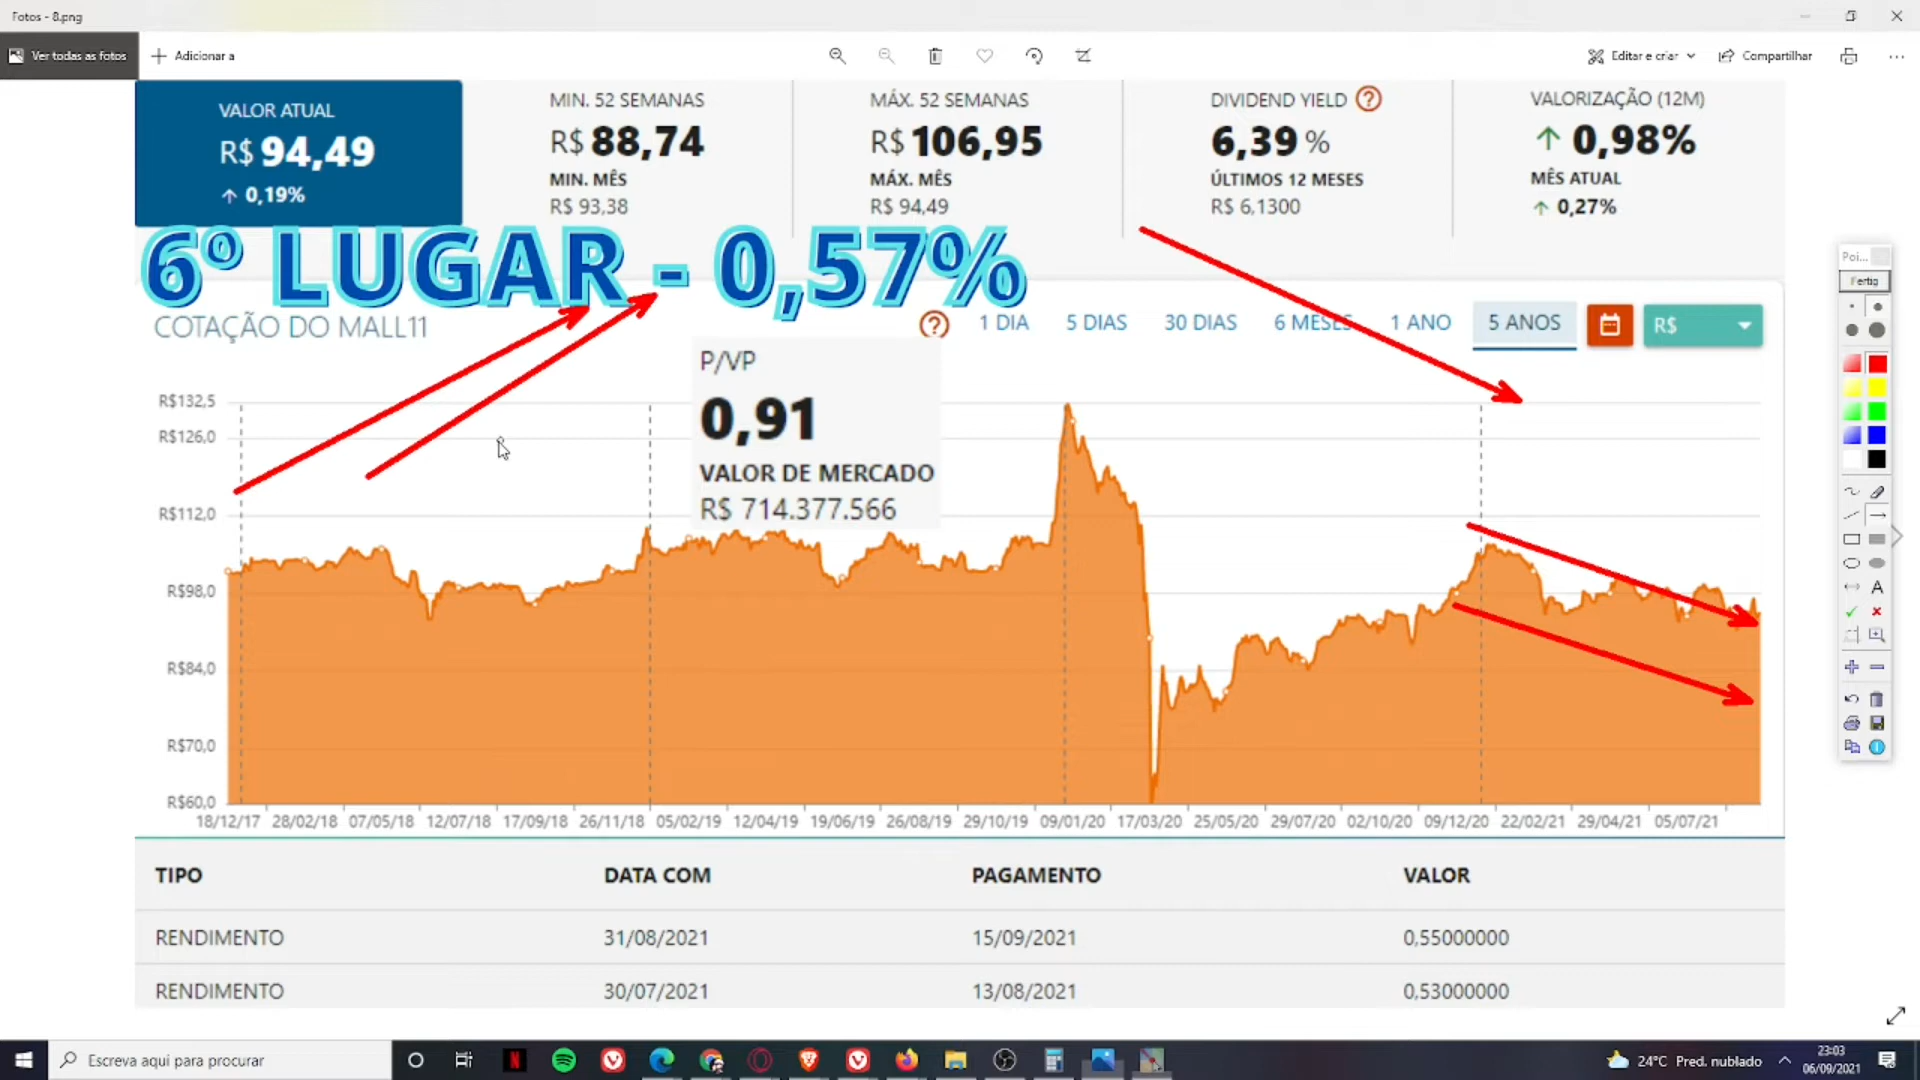 Fotos - 8.png
Ver todas as fotos
Adicionar a
Editar e criar
Compartilhar
VALOR ATUAL
R$ 94,49
0,19%
MIN. 52 SEMANAS
R$ 88,74
MIN. MÊS
R$ 93,38
MÁX. 52 SEMANAS
R$ 106,95
MÁX. MÊS
R$ 94,49
DIVIDEND YIELD ?
6,39 %
ÚLTIMOS 12 MESES
R$ 6,1300
VALORIZAÇÃO (12M)
0,98%
MÊS ATUAL
0,27%
6º LUGAR - 0,57%
COTAÇÃO DO MALL11
? 1 DIA 5 DIAS 30 DIAS 6 MESES 1 ANO 5 ANOS R$
P/VP
0,91
VALOR DE MERCADO
R$ 714.377.566
R$132,5
R$126,0
R$112,0
R$98,0
R$84,0
R$70,0
R$60,0
18/12/17 28/02/18 07/05/18 12/07/18 17/09/18 26/11/18 05/02/19 12/04/19 19/06/19 26/08/19 29/10/19 09/01/20 17/03/20 25/05/20 29/07/20 02/10/20 09/12/20 22/02/21 29/04/21 05/07/21
TIPO DATA COM PAGAMENTO VALOR
RENDIMENTO 31/08/2021 15/09/2021 0,55000000
RENDIMENTO 30/07/2021 13/08/2021 0,53000000
Poi...
Fertig
A
Escreva aqui para procurar
24°C Pred. nublado
23:03
06/09/2021